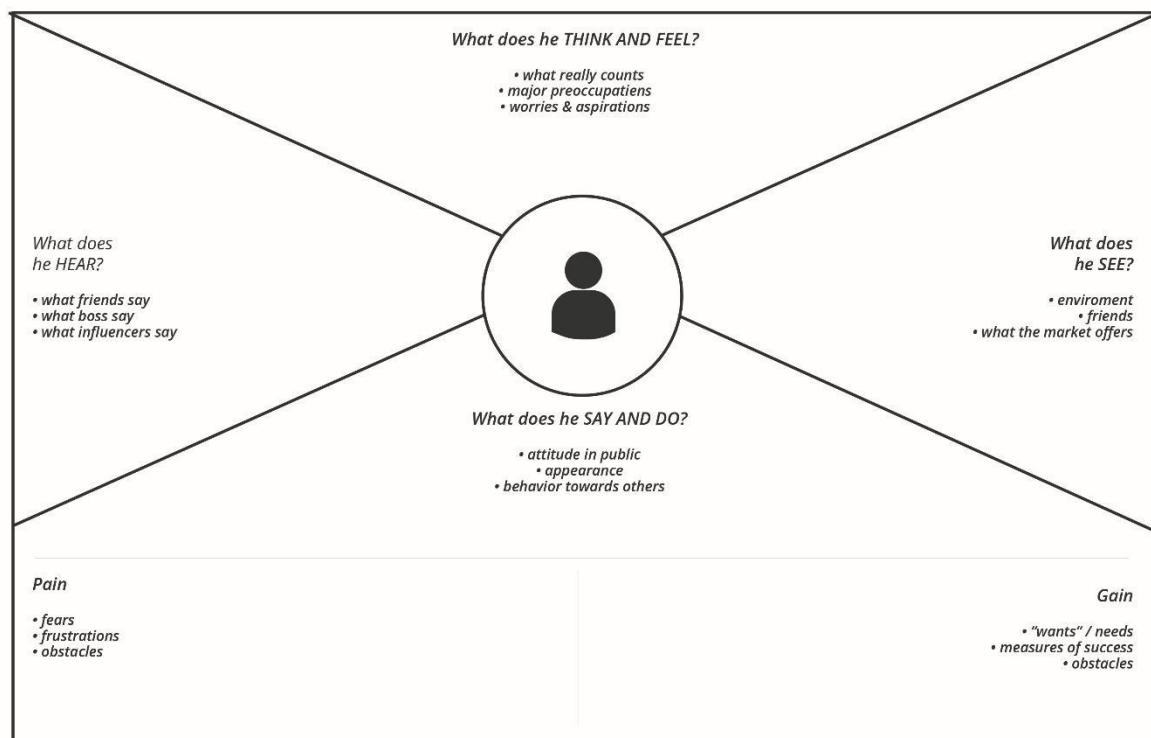 What does he THINK AND FEEL?
• what really counts
• major preoccupatiens
• worries & aspirations
What does
he HEAR?
• what friends say
• what boss say
• what influencers say
What does
he SEE?
• enviroment
• friends
• what the market offers
What does he SAY AND DO?
• attitude in public
• appearance
• behavior towards others
Pain
• fears
• frustrations
• obstacles
Gain
• “wants” / needs
• measures of success
• obstacles